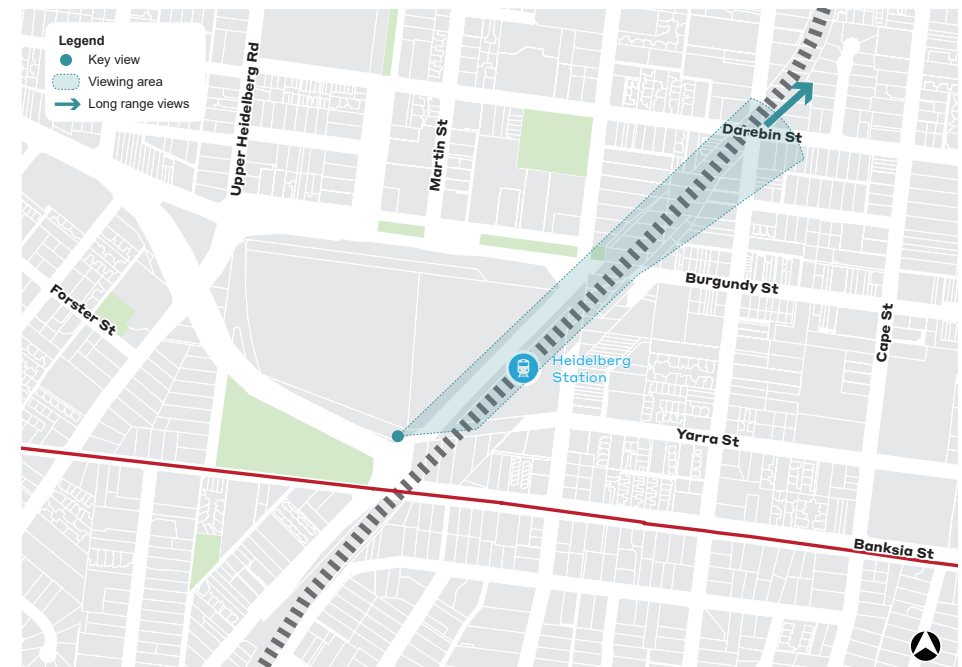 Legend
Key view
Viewing area
Long range views
Upper Heidelberg Rd
Martin St
Darebin St
Forster St
Burgundy St
Cape St
Heidelberg
Station
Yarra St
Banksia St